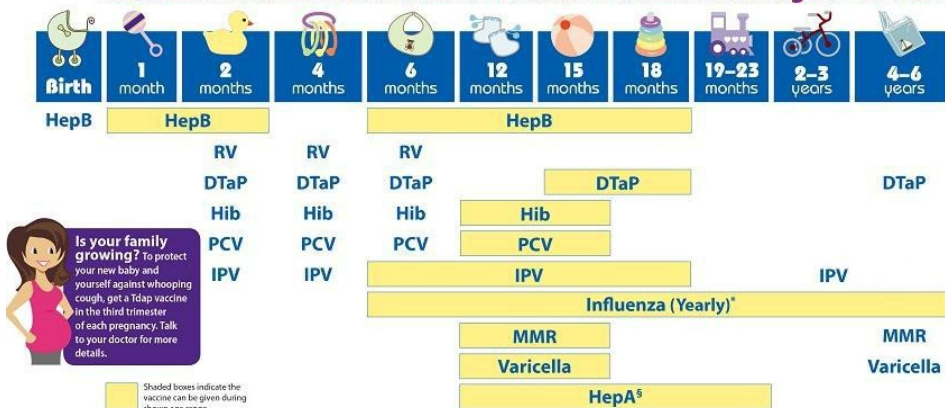 Birth
1
month
2
months
4
months
6
months
12
months
15
months
18
months
19–23
months
2–3
years
4–6
years
HepB HepB HepB
RV RV RV
DTaP DTaP DTaP DTaP DTaP
Hib Hib Hib Hib
PCV PCV PCV PCV
IPV IPV IPV IPV
Influenza (Yearly)*
MMR MMR
Varicella Varicella
HepA§
Is your family
growing? To protect
your new baby and
yourself against whooping
cough, get a Tdap vaccine
in the third trimester
of each pregnancy. Talk
to your doctor for more
details.
Shaded boxes indicate the
vaccine can be given during
shown age range.